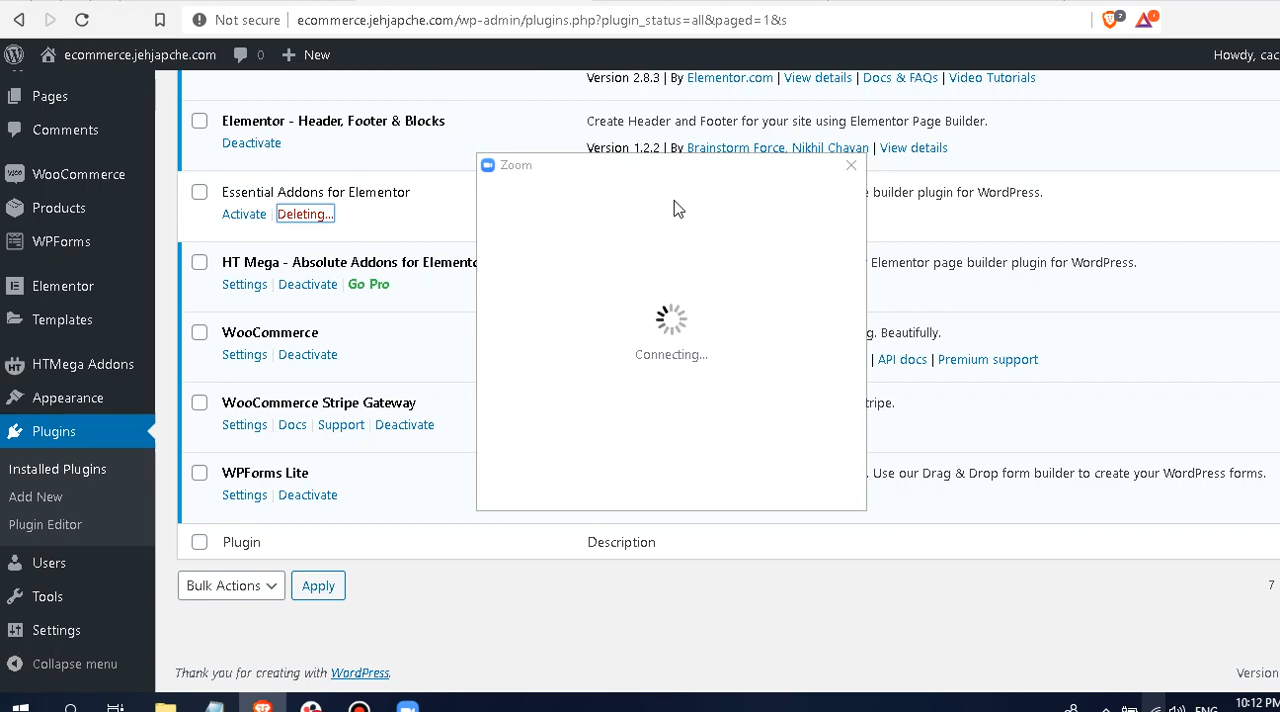 Not secure ecommerce.jehjapche.com/wp-admin/plugins.php?plugin_status=all&paged=1&s
2 1
ecommerce.jehjapche.com 0 New
Howdy, cac
Pages
Comments
WooCommerce
Products
WPForms
Elementor
Templates
HTMega Addons
Appearance
Plugins
Installed Plugins
Add New
Plugin Editor
Users
Tools
Settings
Collapse menu
Version 2.8.3 | By Elementor.com | View details | Docs & FAQs | Video Tutorials
Elementor - Header, Footer & Blocks
Deactivate
Create Header and Footer for your site using Elementor Page Builder.
Version 1.2.2 | By Brainstorm Force, Nikhil Chavan | View details
Essential Addons for Elementor
Activate | Deleting...
builder plugin for WordPress.
HT Mega - Absolute Addons for Elemento
Settings | Deactivate | Go Pro
Elementor page builder plugin for WordPress.
WooCommerce
Settings | Deactivate
g. Beautifully.
| API docs | Premium support
WooCommerce Stripe Gateway
Settings | Docs | Support | Deactivate
tripe.
WPForms Lite
Settings | Deactivate
. Use our Drag & Drop form builder to create your WordPress forms.
Plugin
Description
Bulk Actions
Apply
7
Thank you for creating with WordPress.
Version
Zoom
Connecting...
ENG
10:12 PM